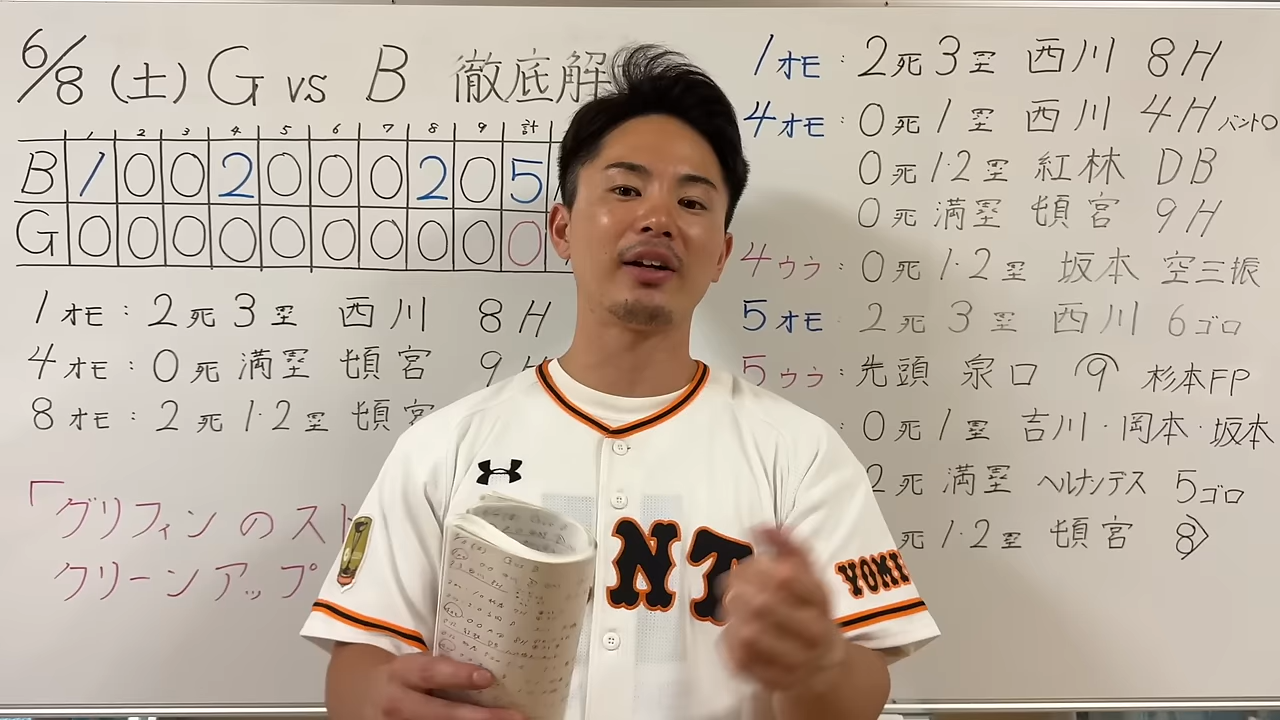 6/8 (土) G vs B 徹底解
1 2 3 4 5 6 7 8 9 計
B 1 0 0 2 0 0 0 2 0 5
G 0 0 0 0 0 0 0 0 0 0
1オモ：2死3塁 西川 8H
4オモ：0死満塁 頓宮 9H
8オモ：2死1・2塁 頓宮
「グリフィンのスト
クリーンアップ
1オモ：2死3塁 西川 8H
4オモ：0死1塁 西川 4H バント○
0死1・2塁 紅林 DB
0死満塁 頓宮 9H
4ウラ：0死1・2塁 坂本 空三振
5オモ：2死3塁 西川 6ゴロ
5ウラ：先頭 泉口 9 杉本FP
：0死1塁 吉川・岡本・坂本
2死満塁 ヘルナンデス 5ゴロ
死1・2塁 頓宮 8
NT
YOMI